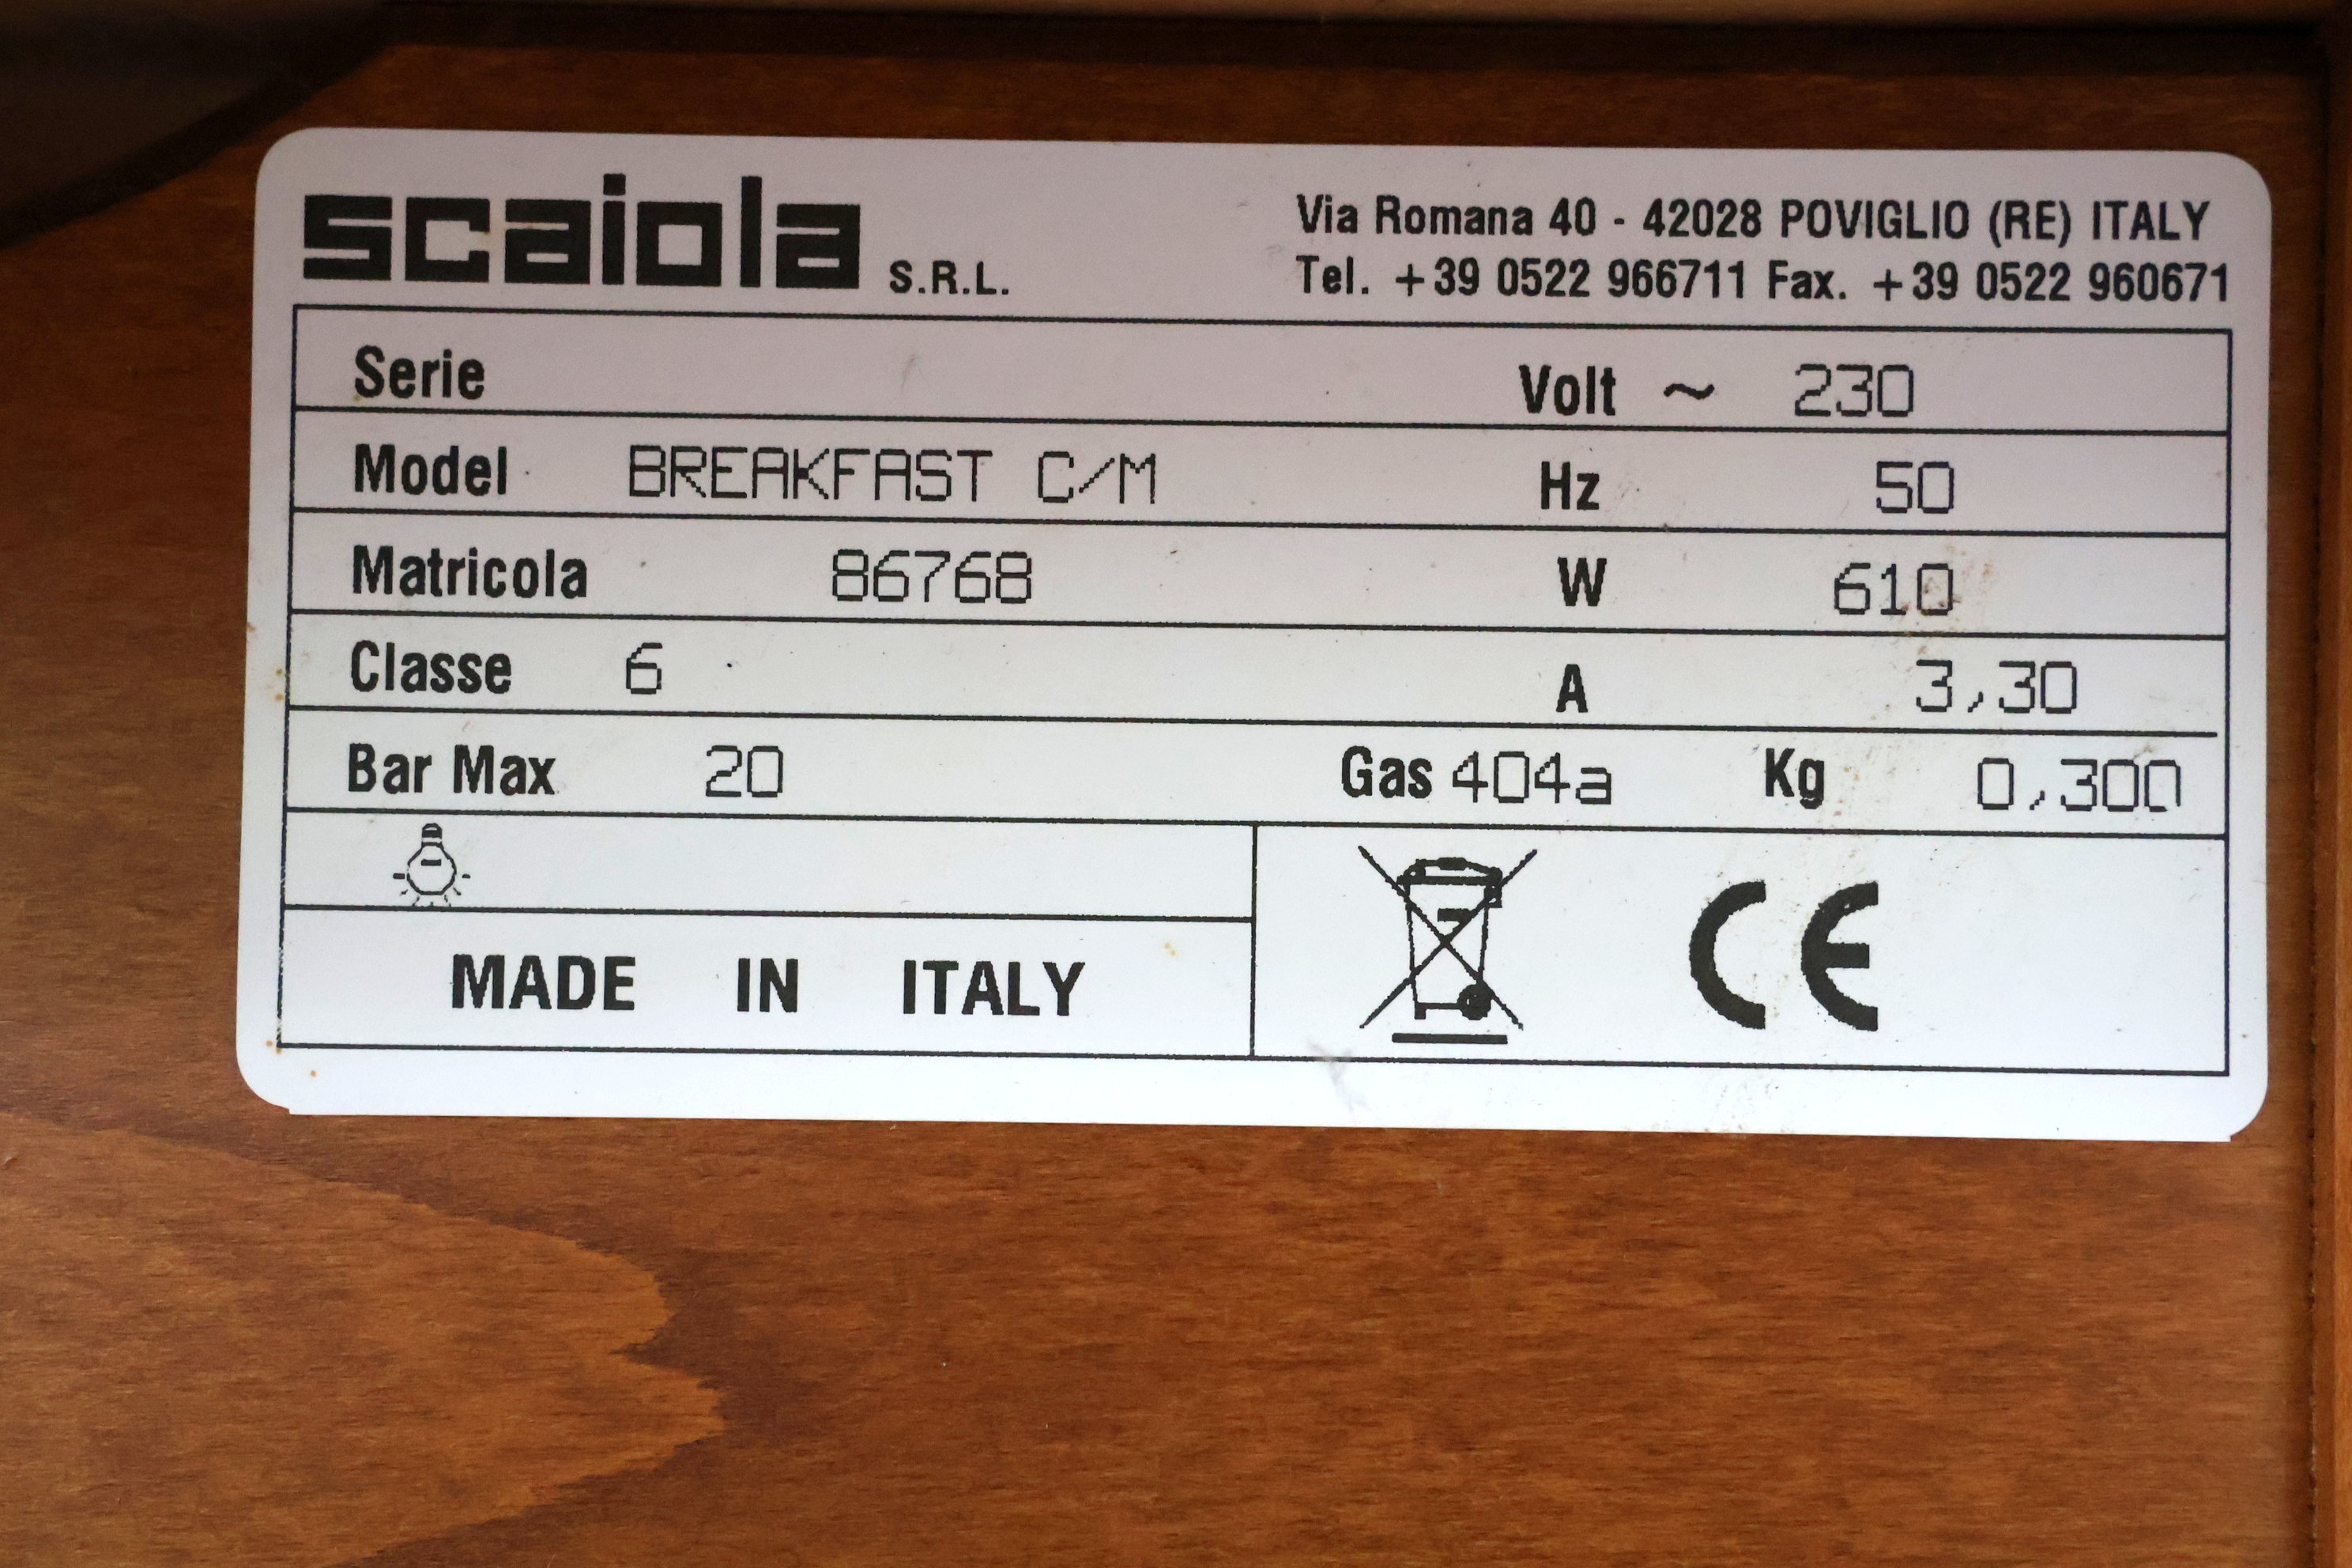 scaiola S.R.L.
Via Romana 40 - 42028 POVIGLIO (RE) ITALY
Tel. +39 0522 966711 Fax. +39 0522 960671
Serie Volt ~ 230
Model BREAKFAST C/M Hz 50
Matricola 86768 W 610
Classe 6 A 3,30
Bar Max 20 Gas 404a Kg 0,300
MADE IN ITALY
CE